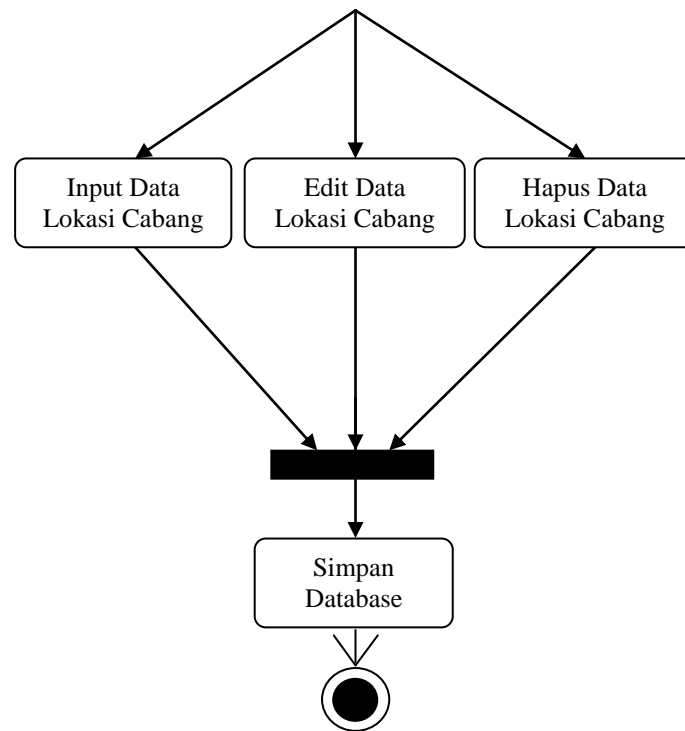 Input Data
Lokasi Cabang
Edit Data
Lokasi Cabang
Hapus Data
Lokasi Cabang
Simpan
Database